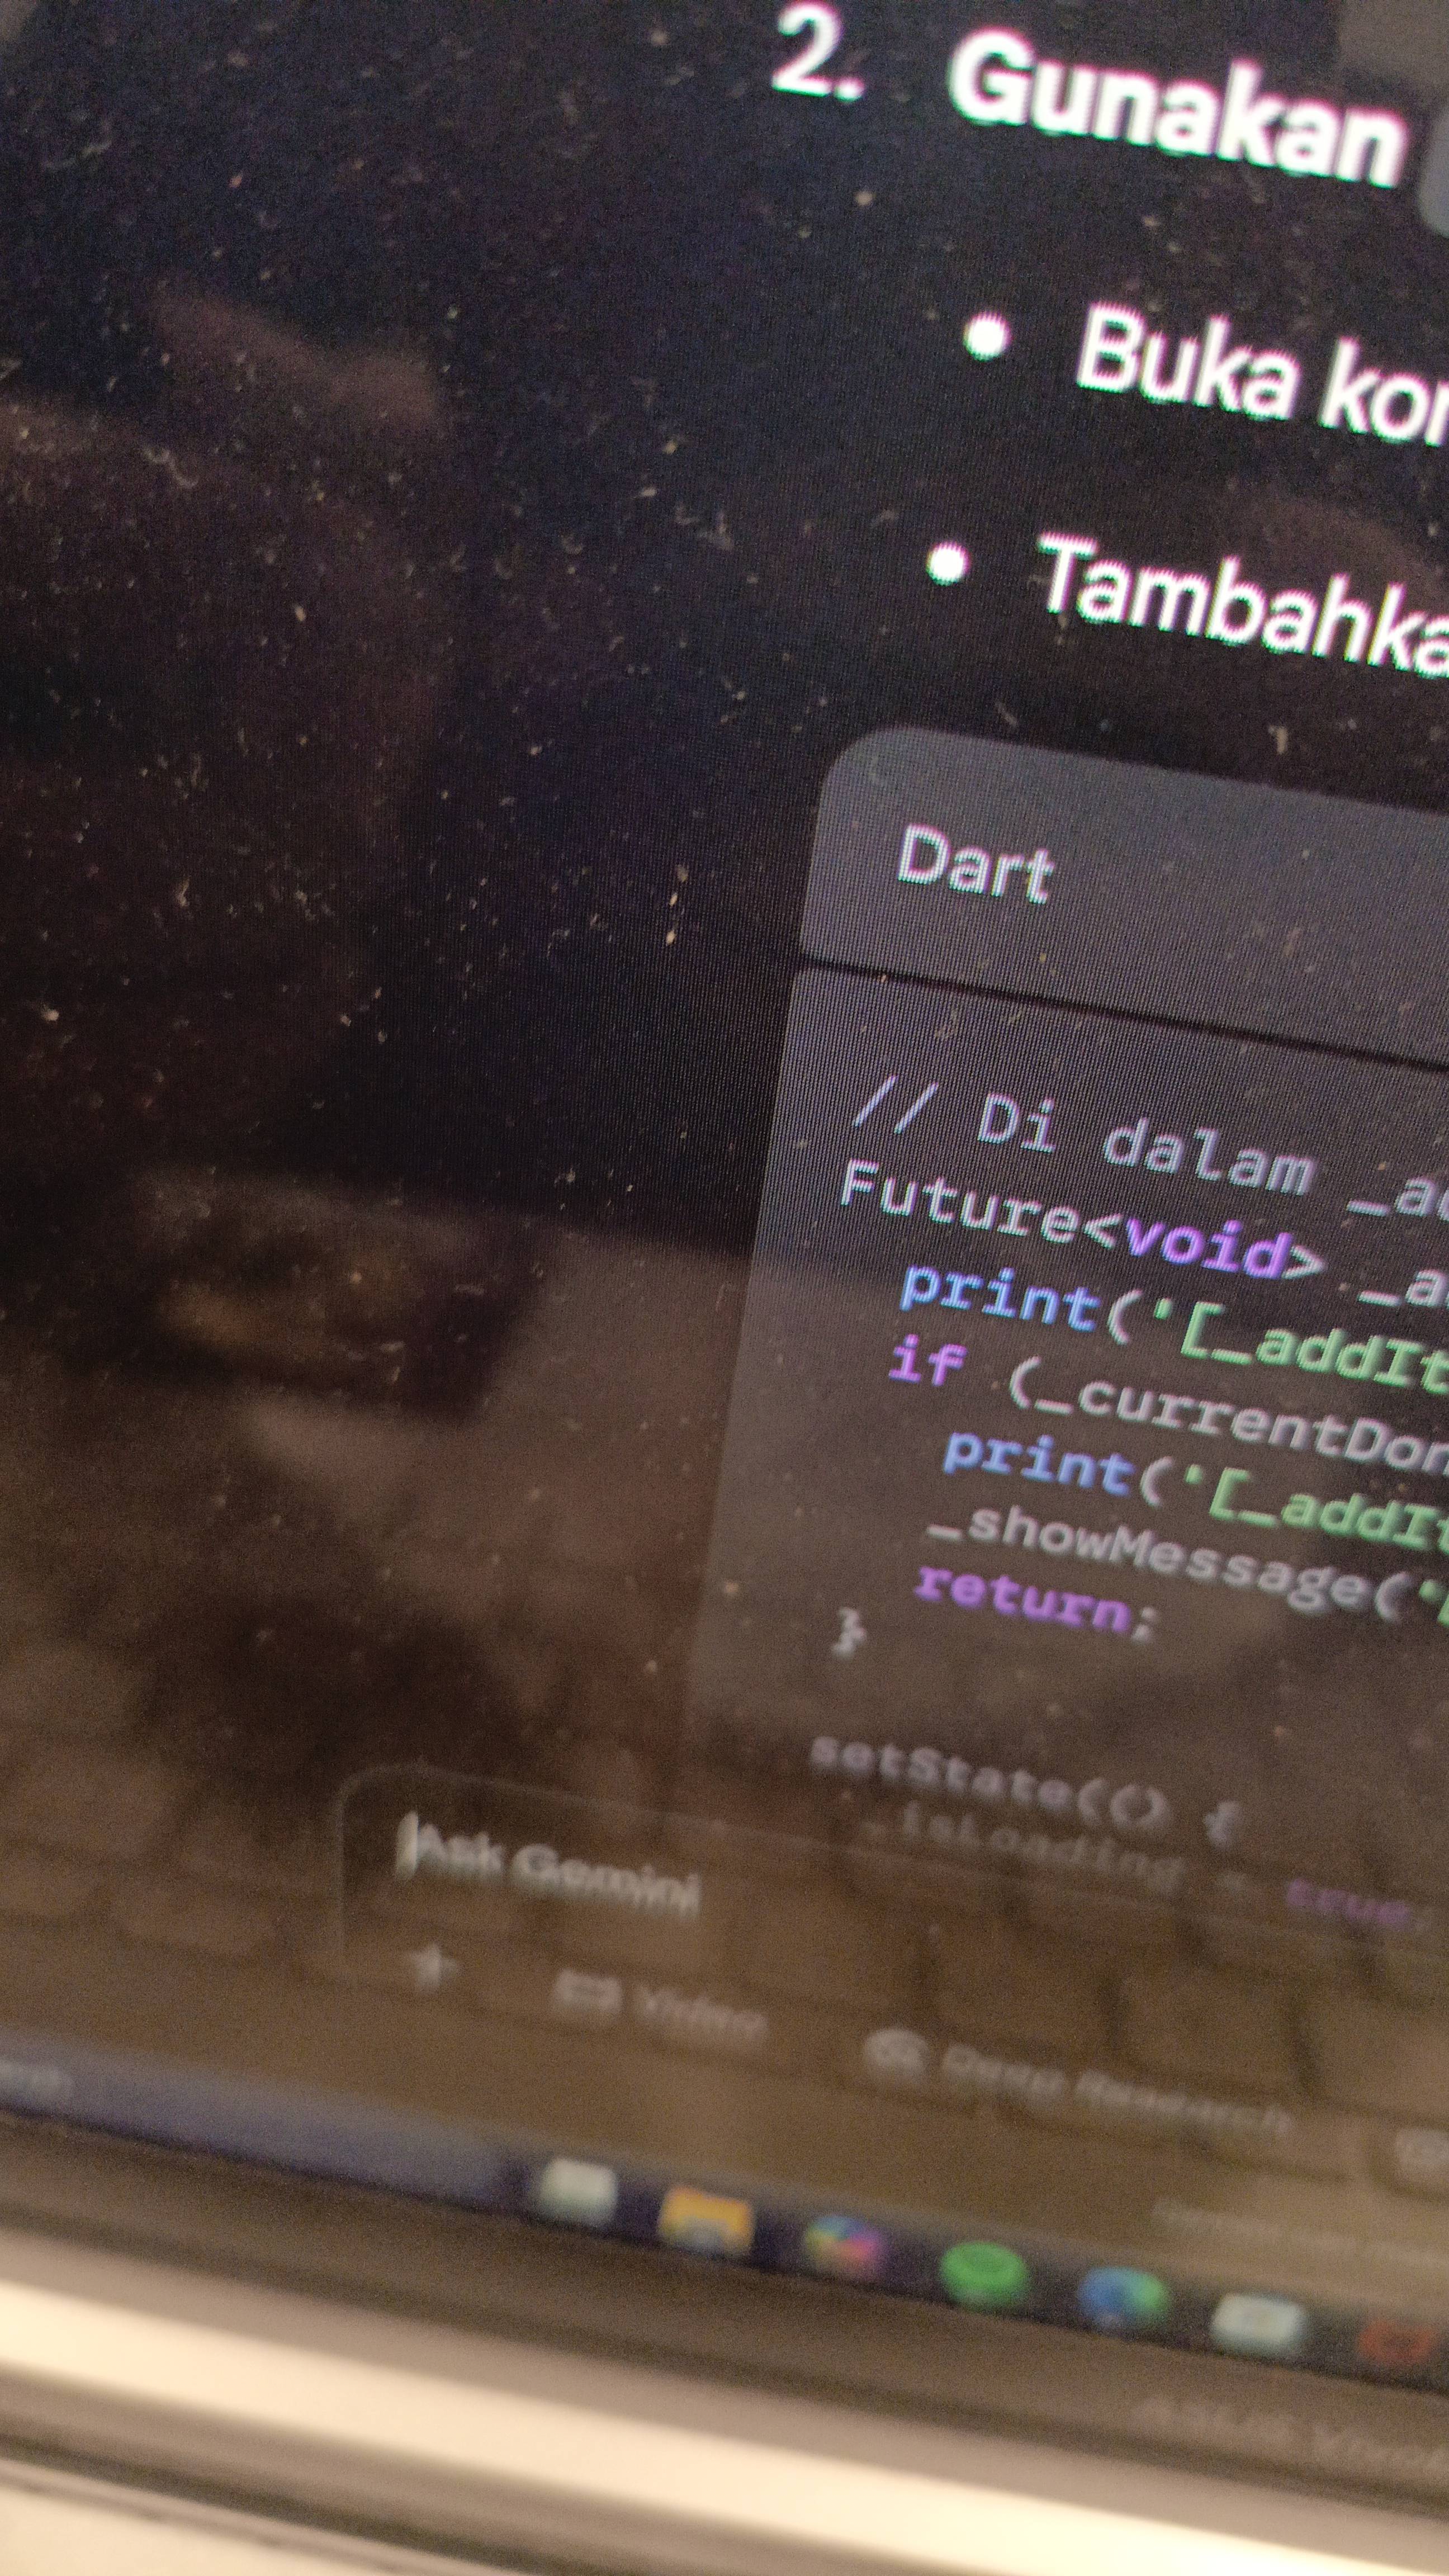 2. Gunakan
• Buka kon
• Tambahka
Dart
// Di dalam _ad
Future<void> _a
print('[_addIt
if (_currentDon
print('[_addIt
_showMessage('
return;
}
setState(() {
_isLoading = true;
Ask Gemini
+ Video Deep Research